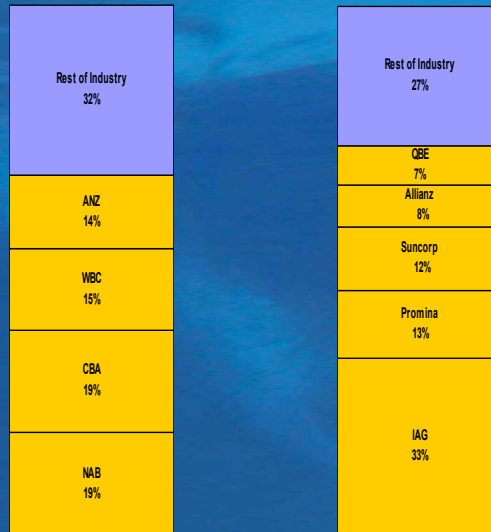 Rest of Industry
32%
ANZ
14%
WBC
15%
CBA
19%
NAB
19%
Rest of Industry
27%
QBE
7%
Allianz
8%
Suncorp
12%
Promina
13%
IAG
33%